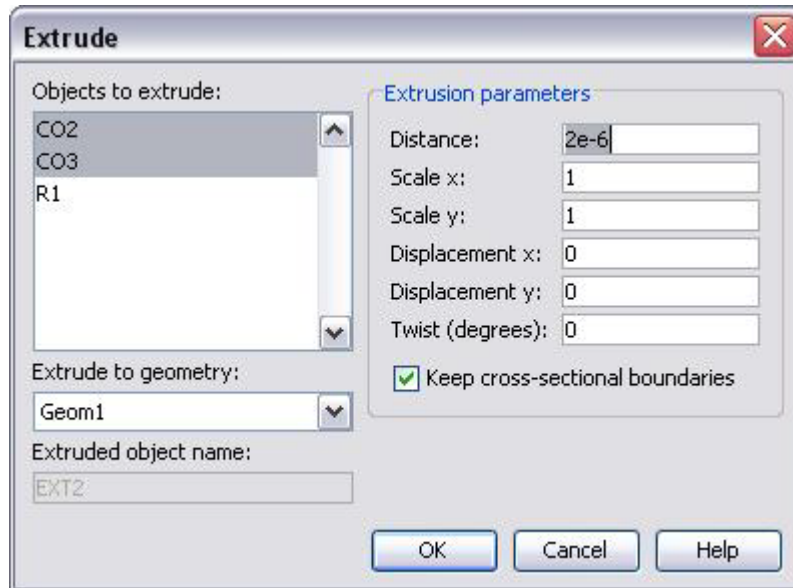 Extrude
Objects to extrude:
CO2
CO3
R1
Extrude to geometry:
Geom1
Extruded object name:
EXT2
Extrusion parameters
Distance: 2e-6
Scale x: 1
Scale y: 1
Displacement x: 0
Displacement y: 0
Twist (degrees): 0
Keep cross-sectional boundaries
OK Cancel Help